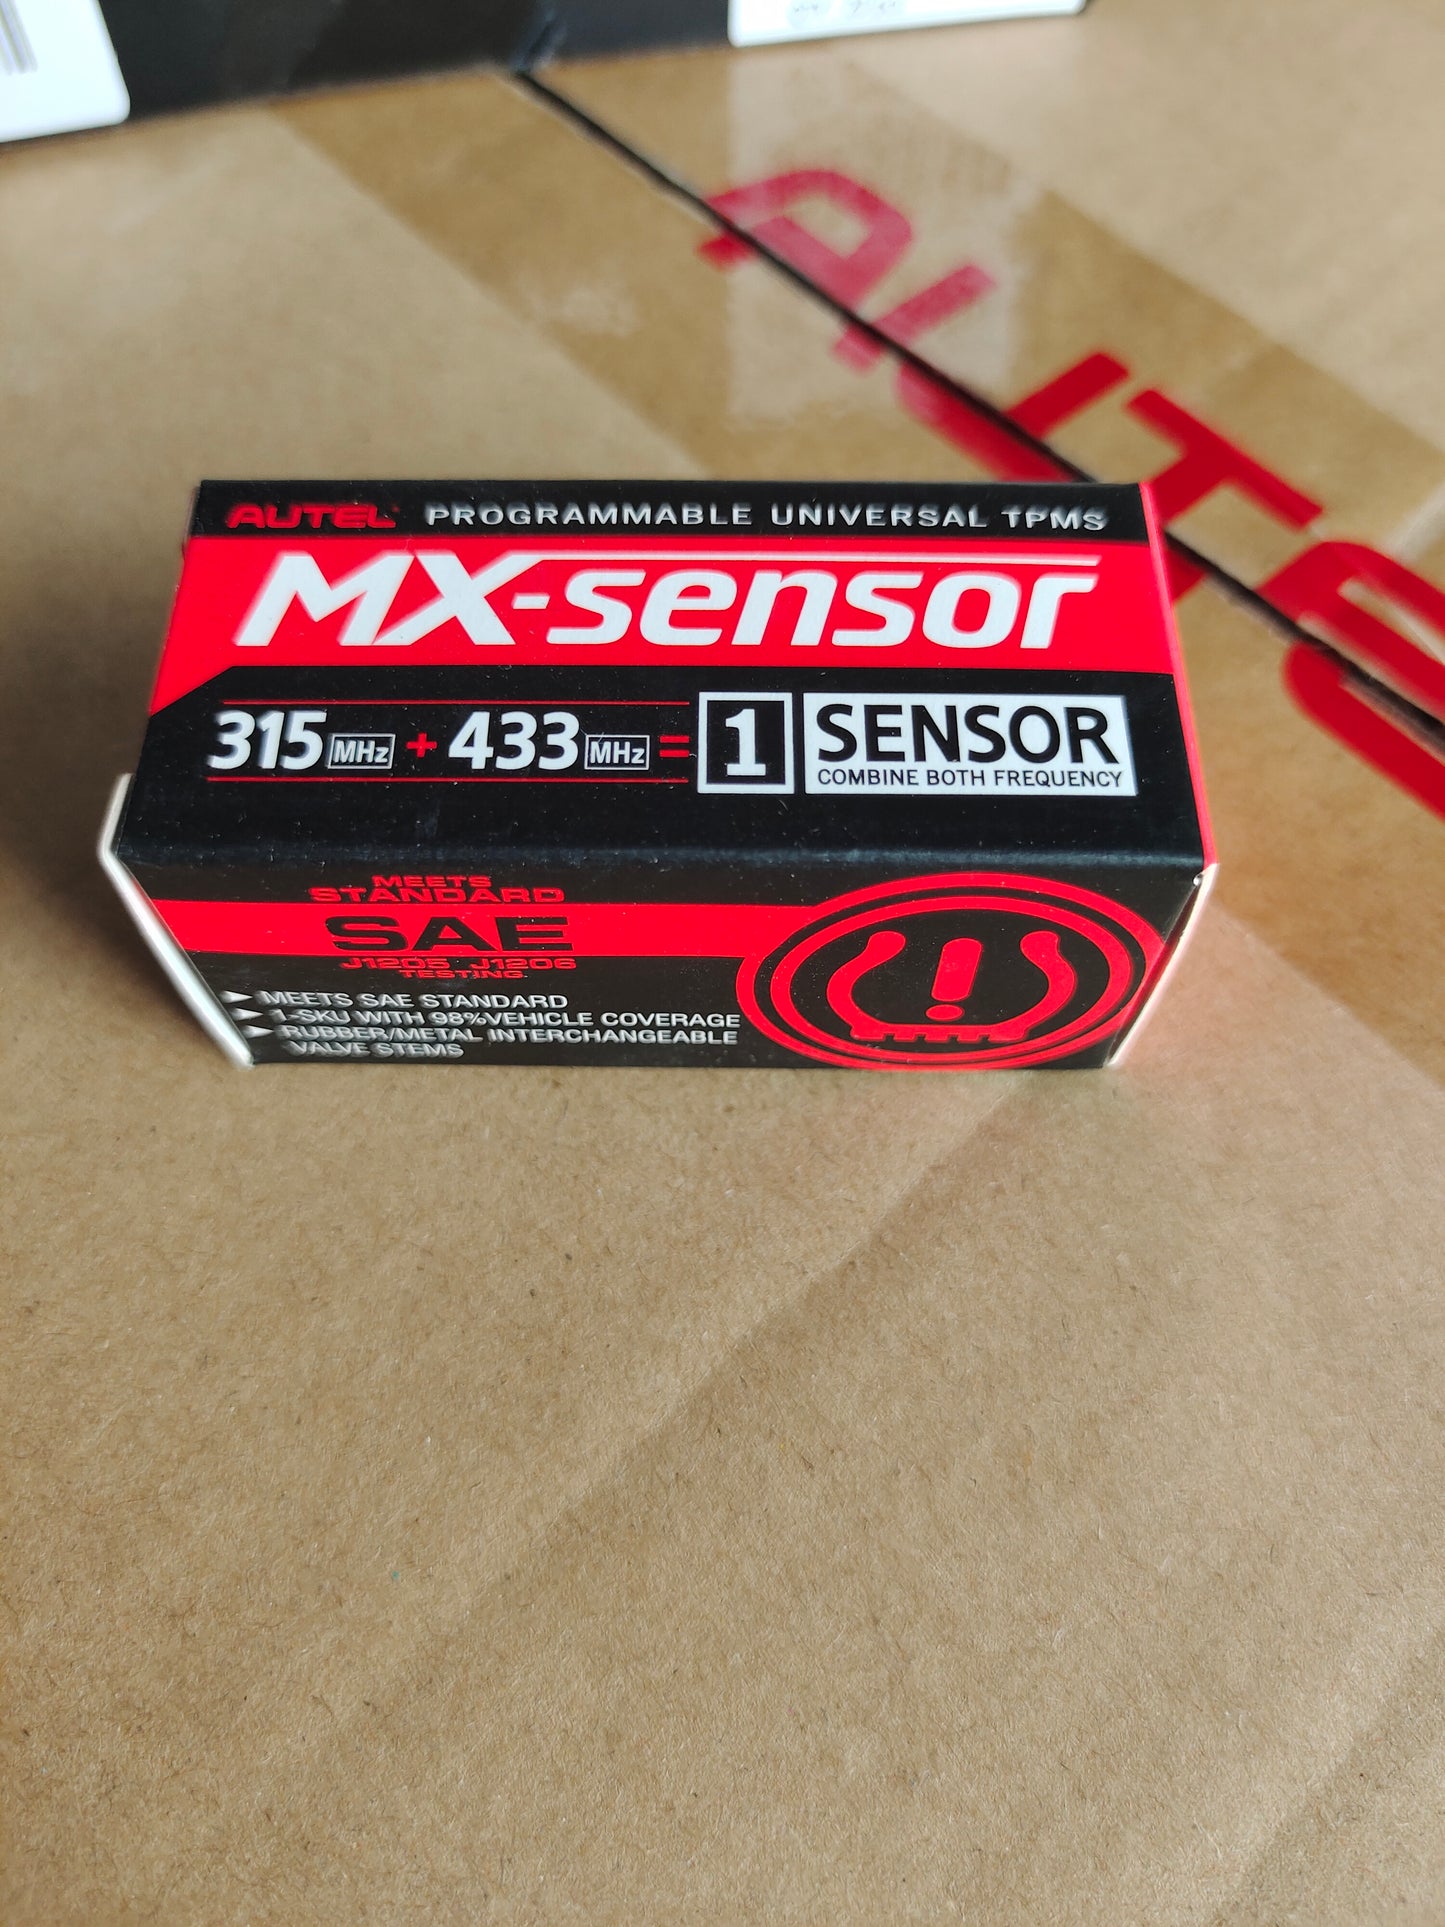 AUTEL PROGRAMMABLE UNIVERSAL TPMS
MX-sensor
315 MHz + 433 MHz = 1 SENSOR
COMBINE BOTH FREQUENCY
MEETS
STANDARD
SAE
J1205 J1206
TESTING
MEETS SAE STANDARD
1-SKU WITH 98%VEHICLE COVERAGE
RUBBER/METAL INTERCHANGEABLE
VALVE STEMS